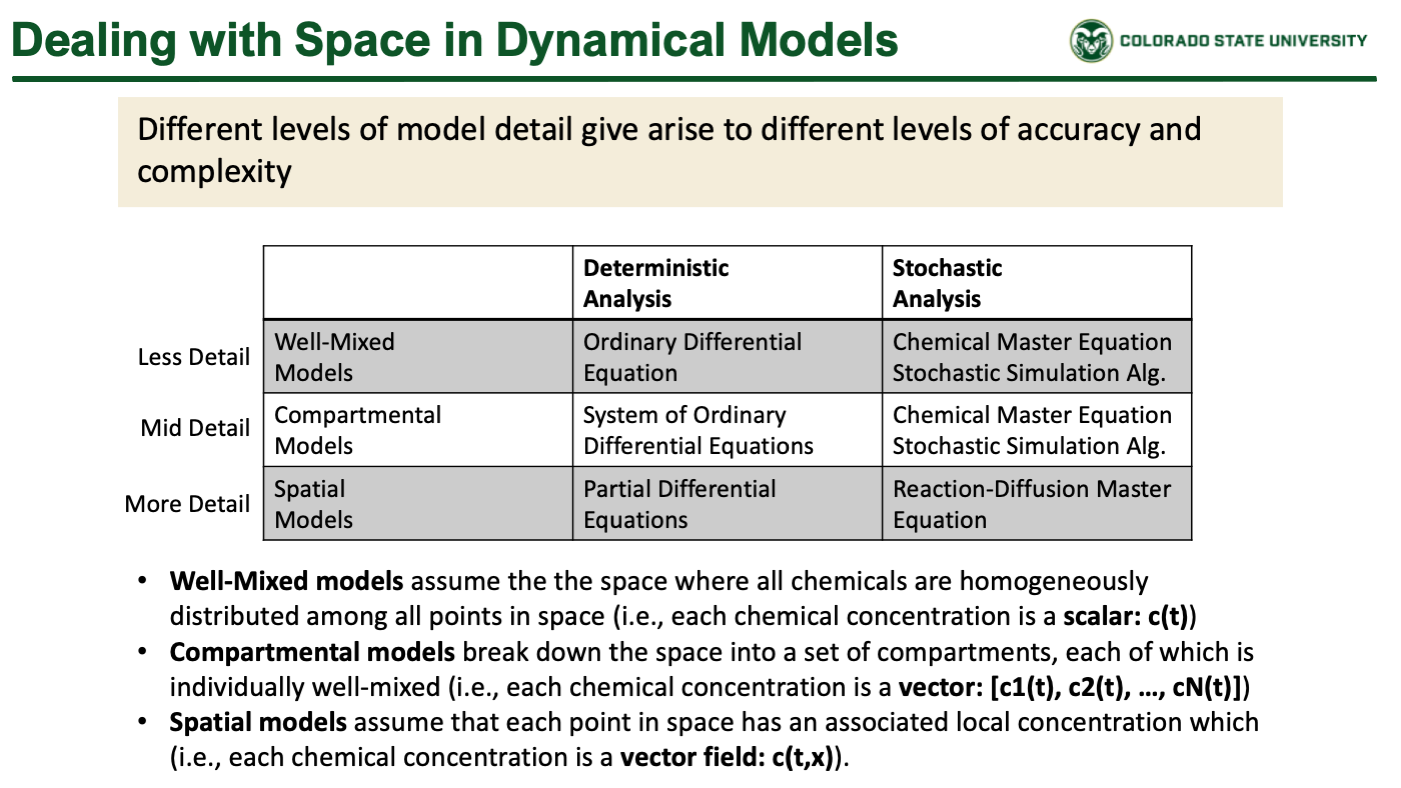 Dealing with Space in Dynamical Models
COLORADO STATE UNIVERSITY
Different levels of model detail give arise to different levels of accuracy and
complexity
Deterministic
Analysis
Stochastic
Analysis
Less Detail
Well-Mixed
Models
Ordinary Differential
Equation
Chemical Master Equation
Stochastic Simulation Alg.
Mid Detail
Compartmental
Models
System of Ordinary
Differential Equations
Chemical Master Equation
Stochastic Simulation Alg.
More Detail
Spatial
Models
Partial Differential
Equations
Reaction-Diffusion Master
Equation
• Well-Mixed models assume the the space where all chemicals are homogeneously
distributed among all points in space (i.e., each chemical concentration is a scalar: c(t))
• Compartmental models break down the space into a set of compartments, each of which is
individually well-mixed (i.e., each chemical concentration is a vector: [c1(t), c2(t), …, cN(t)])
• Spatial models assume that each point in space has an associated local concentration which
(i.e., each chemical concentration is a vector field: c(t,x)).